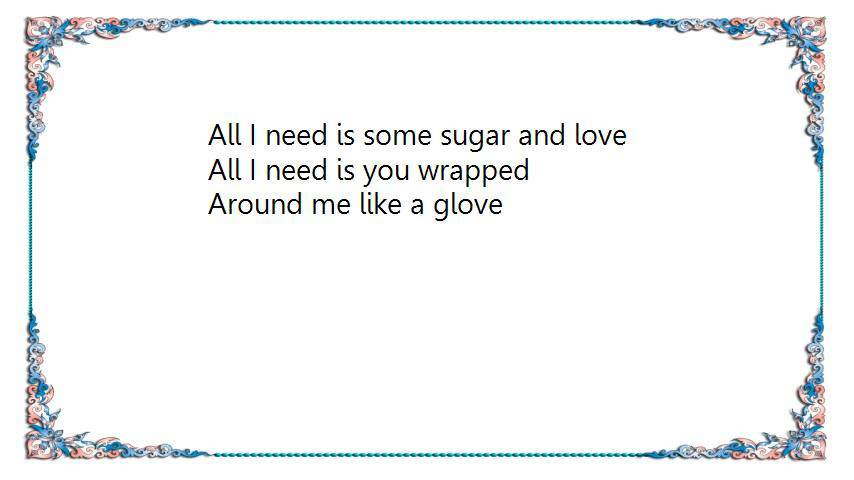 All I need is some sugar and love
All I need is you wrapped
Around me like a glove